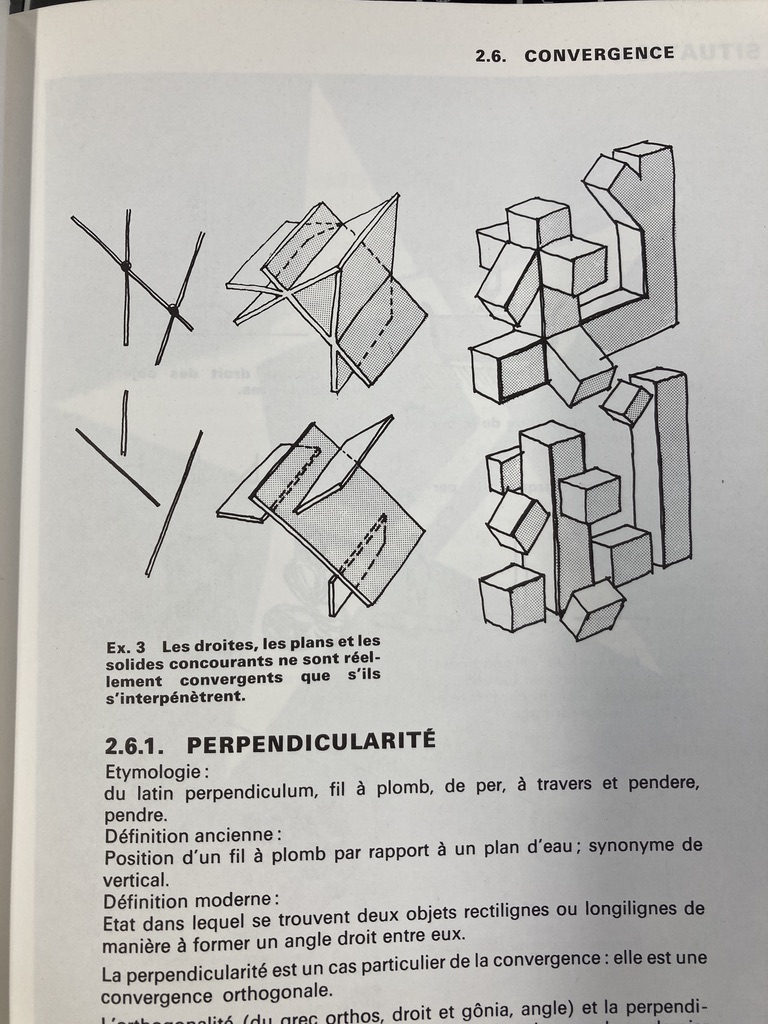 2.6. CONVERGENCE
Ex. 3 Les droites, les plans et les
solides concourants ne sont réel-
lement convergents que s'ils
s'interpénètrent.
2.6.1. PERPENDICULARITÉ
Etymologie :
du latin perpendiculum, fil à plomb, de per, à travers et pendere,
pendre.
Définition ancienne :
Position d'un fil à plomb par rapport à un plan d'eau ; synonyme de
vertical.
Définition moderne :
Etat dans lequel se trouvent deux objets rectilignes ou longilignes de
manière à former un angle droit entre eux.
La perpendicularité est un cas particulier de la convergence : elle est une
convergence orthogonale.
L'orthogonalité (du grec orthos, droit et gônia, angle) et la perpendi-